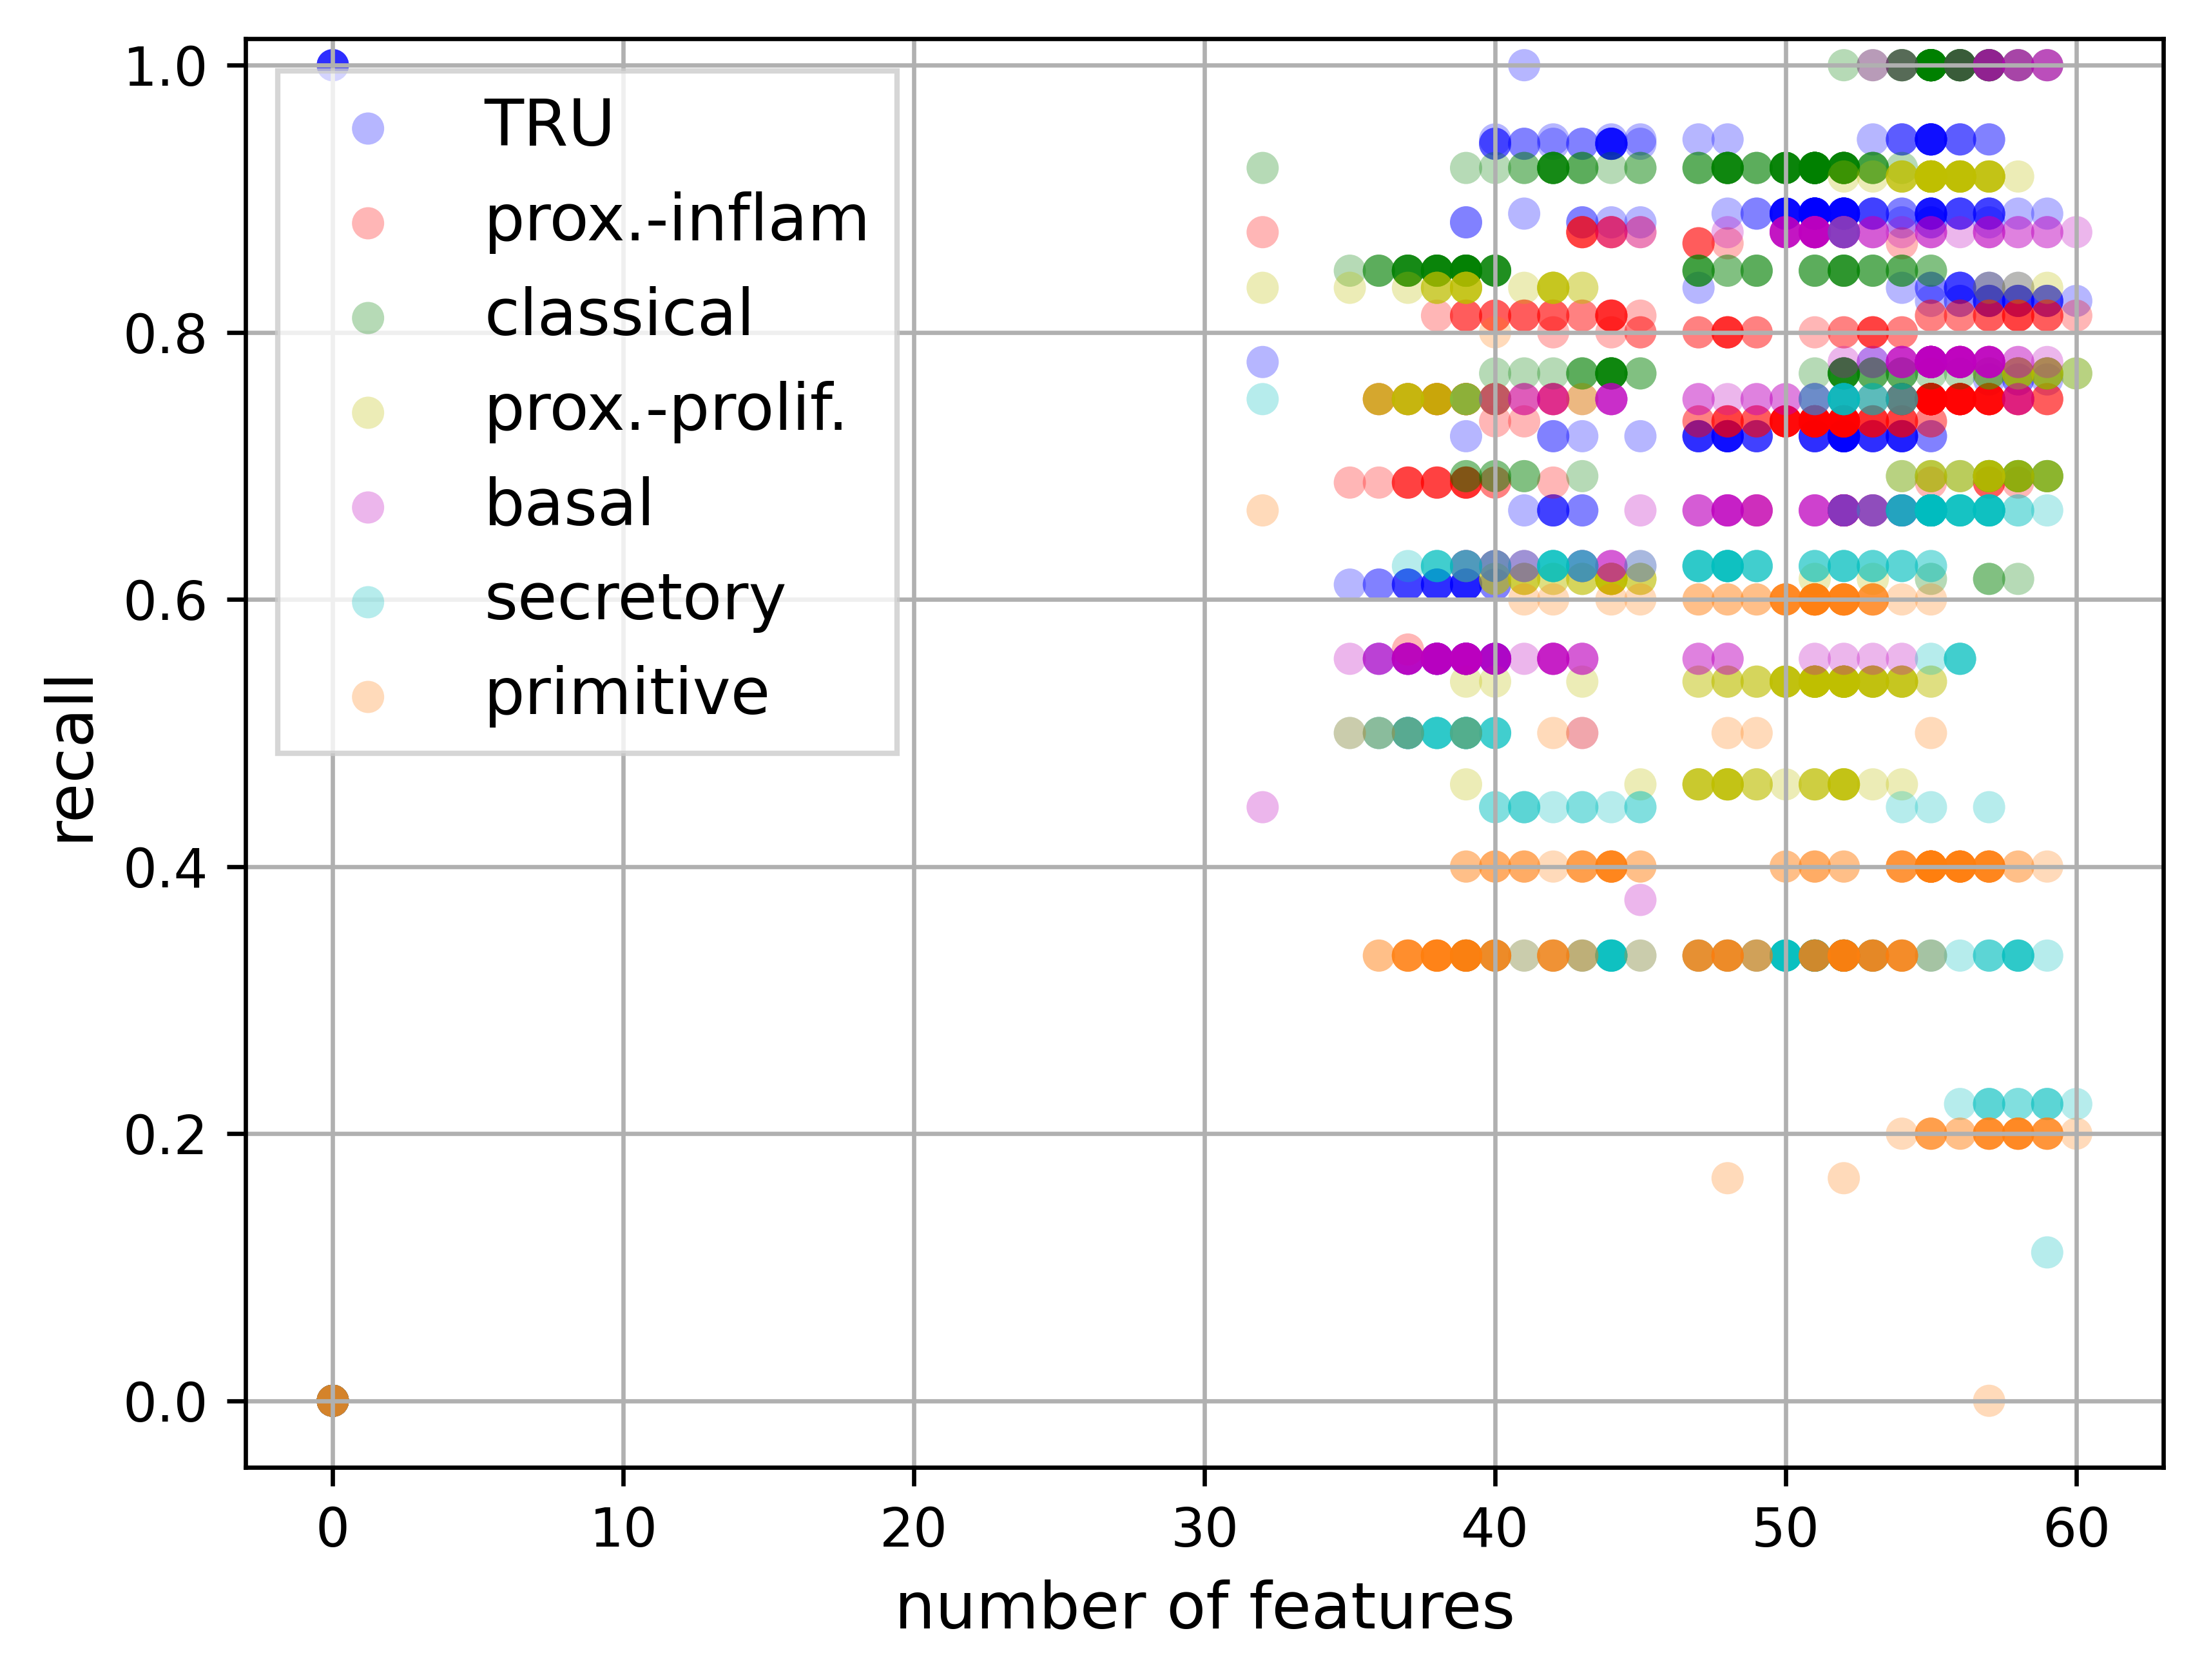 1.0
0.8
0.6
0.4
0.2
0.0
recall
TRU
prox.-inflam
classical
prox.-prolif.
basal
secretory
primitive
0 10 20 30 40 50 60
number of features